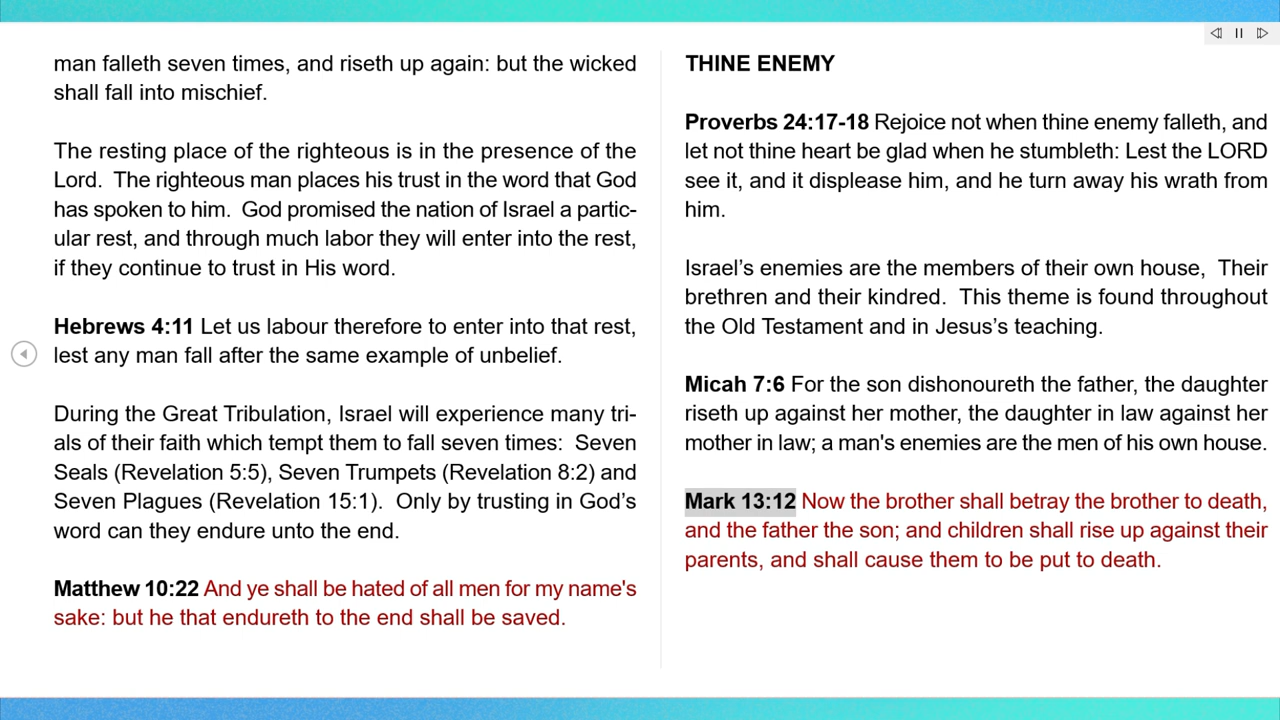 man falleth seven times, and riseth up again: but the wicked
shall fall into mischief.
The resting place of the righteous is in the presence of the
Lord.  The righteous man places his trust in the word that God
has spoken to him.  God promised the nation of Israel a partic-
ular rest, and through much labor they will enter into the rest,
if they continue to trust in His word.
Hebrews 4:11 Let us labour therefore to enter into that rest,
lest any man fall after the same example of unbelief.
During the Great Tribulation, Israel will experience many tri-
als of their faith which tempt them to fall seven times:  Seven
Seals (Revelation 5:5), Seven Trumpets (Revelation 8:2) and
Seven Plagues (Revelation 15:1).  Only by trusting in God’s
word can they endure unto the end.
Matthew 10:22 And ye shall be hated of all men for my name's
sake: but he that endureth to the end shall be saved.
THINE ENEMY
Proverbs 24:17-18 Rejoice not when thine enemy falleth, and
let not thine heart be glad when he stumbleth: Lest the LORD
see it, and it displease him, and he turn away his wrath from
him.
Israel’s enemies are the members of their own house,  Their
brethren and their kindred.  This theme is found throughout
the Old Testament and in Jesus’s teaching.
Micah 7:6 For the son dishonoureth the father, the daughter
riseth up against her mother, the daughter in law against her
mother in law; a man's enemies are the men of his own house.
Mark 13:12 Now the brother shall betray the brother to death,
and the father the son; and children shall rise up against their
parents, and shall cause them to be put to death.